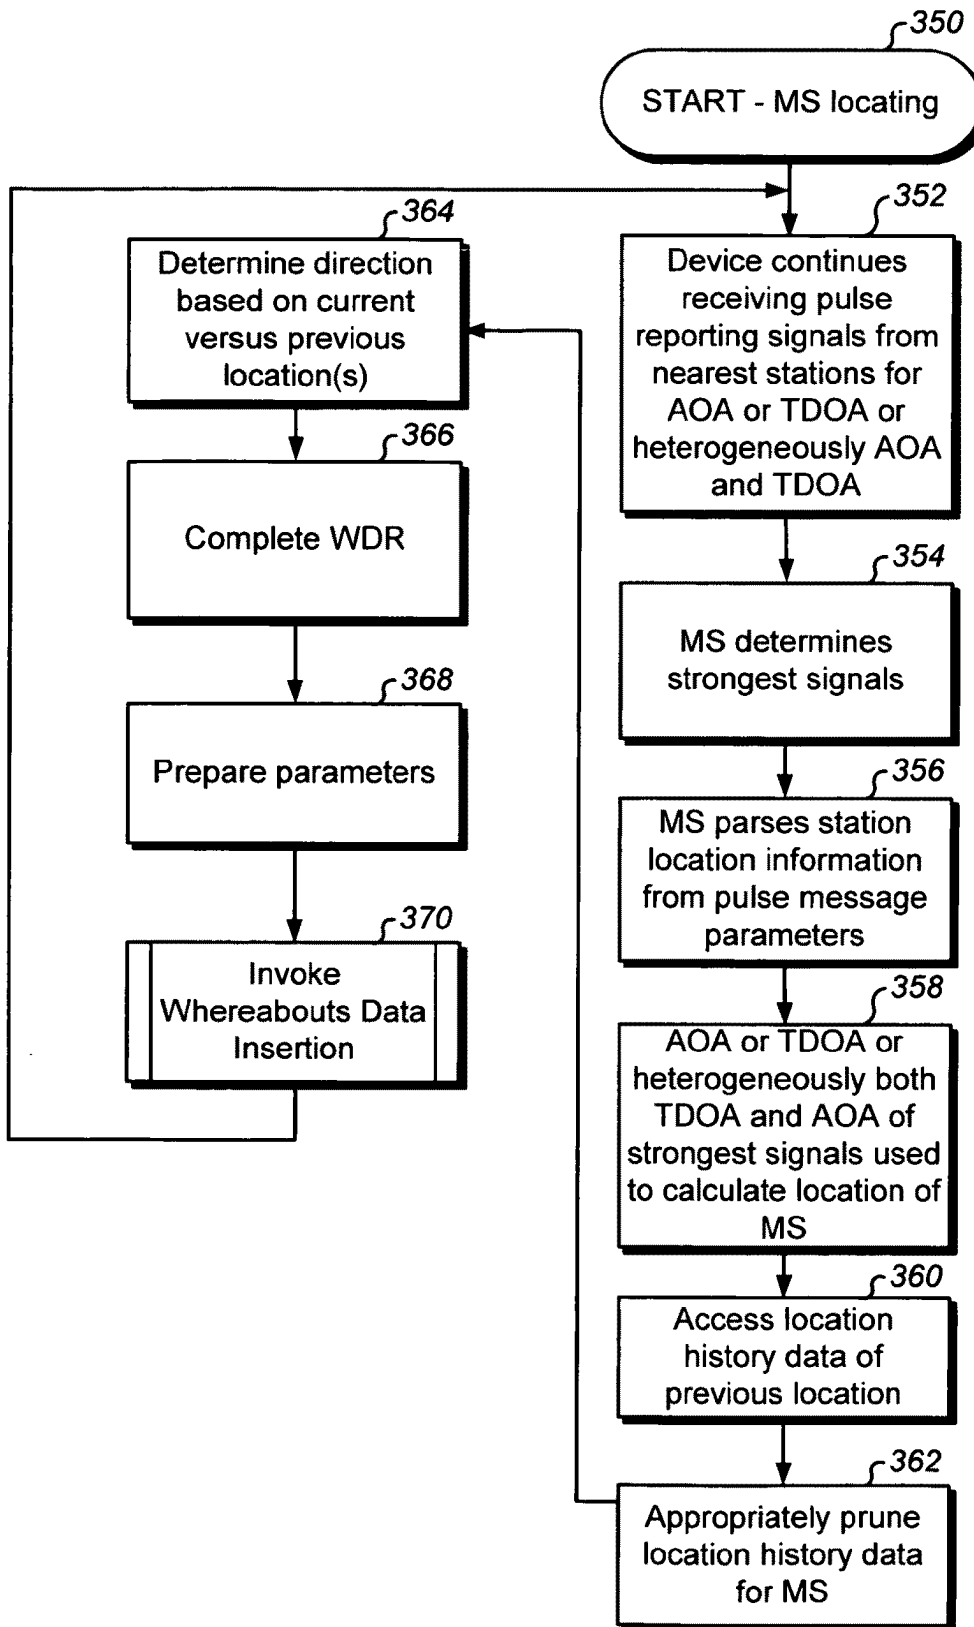 350
START - MS locating
352
Device continues
receiving pulse
reporting signals from
nearest stations for
AOA or TDOA or
heterogeneously AOA
and TDOA
354
MS determines
strongest signals
356
MS parses station
location information
from pulse message
parameters
358
AOA or TDOA or
heterogeneously both
TDOA and AOA of
strongest signals used
to calculate location of
MS
360
Access location
history data of
previous location
362
Appropriately prune
location history data
for MS
364
Determine direction
based on current
versus previous
location(s)
366
Complete WDR
368
Prepare parameters
370
Invoke
Whereabouts Data
Insertion